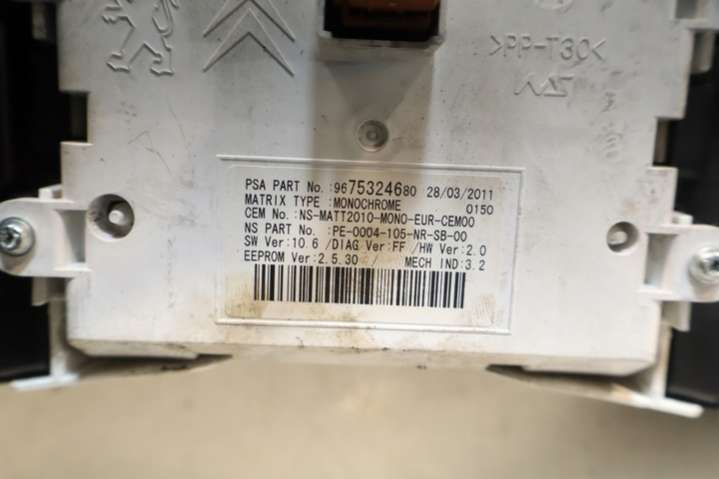 >PP-T30<
PSA PART No. :9675324680 28/03/2011
MATRIX TYPE :MONOCHROME 0150
CEM No. :NS-MATT2010-MONO-EUR-CEM00
NS PART No. :PE-0004-105-NR-SB-00
SW Ver:10.6 /DIAG Ver:FF /HW Ver:2.0
EEPROM Ver:2.5.30 / MECH IND:3.2